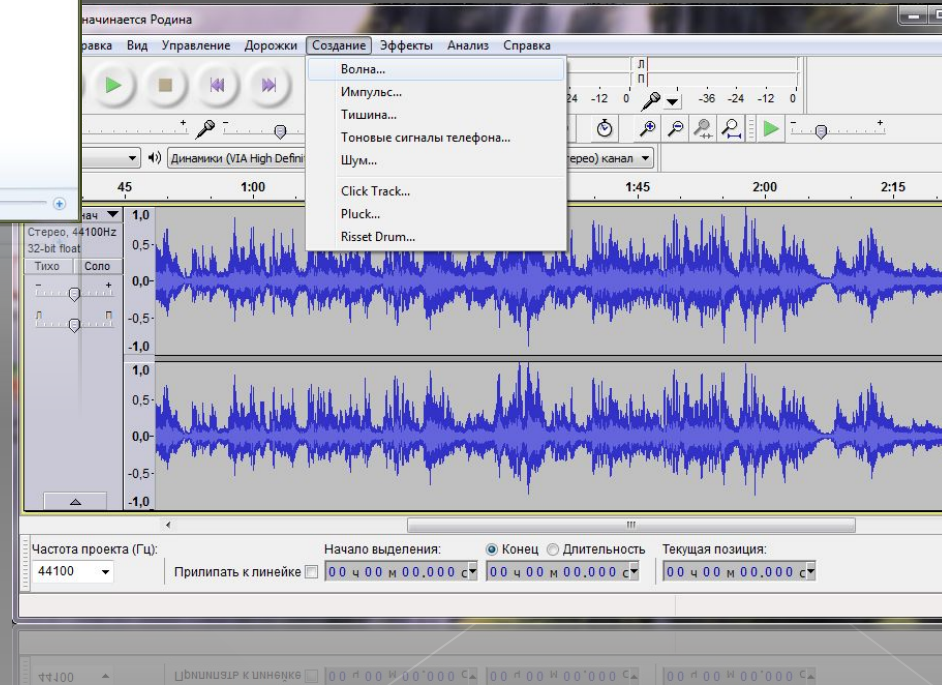 начинается Родина
равка Вид Управление Дорожки Создание Эффекты Анализ Справка
Волна...
Импульс...
Тишина...
Тоновые сигналы телефона...
Шум...
Click Track...
Pluck...
Risset Drum...
Л
П
24 -12 0 -36 -24 -12 0
- + - - +
Динамики (VIA High Defini
терео) канал
45 1:00 1:45 2:00 2:15
нач
Стерео, 44100Hz
32-bit float
Тихо Соло
- +
Л П
1,0
0,5-
0,0-
-0,5-
-1,0
1,0
0,5-
0,0-
-0,5-
-1,0
Частота проекта (Гц): Начало выделения: Конец Длительность Текущая позиция:
44100 Прилипать к линейке 00 ч 00 м 00,000 с 00 ч 00 м 00,000 с 00 ч 00 м 00,000 с